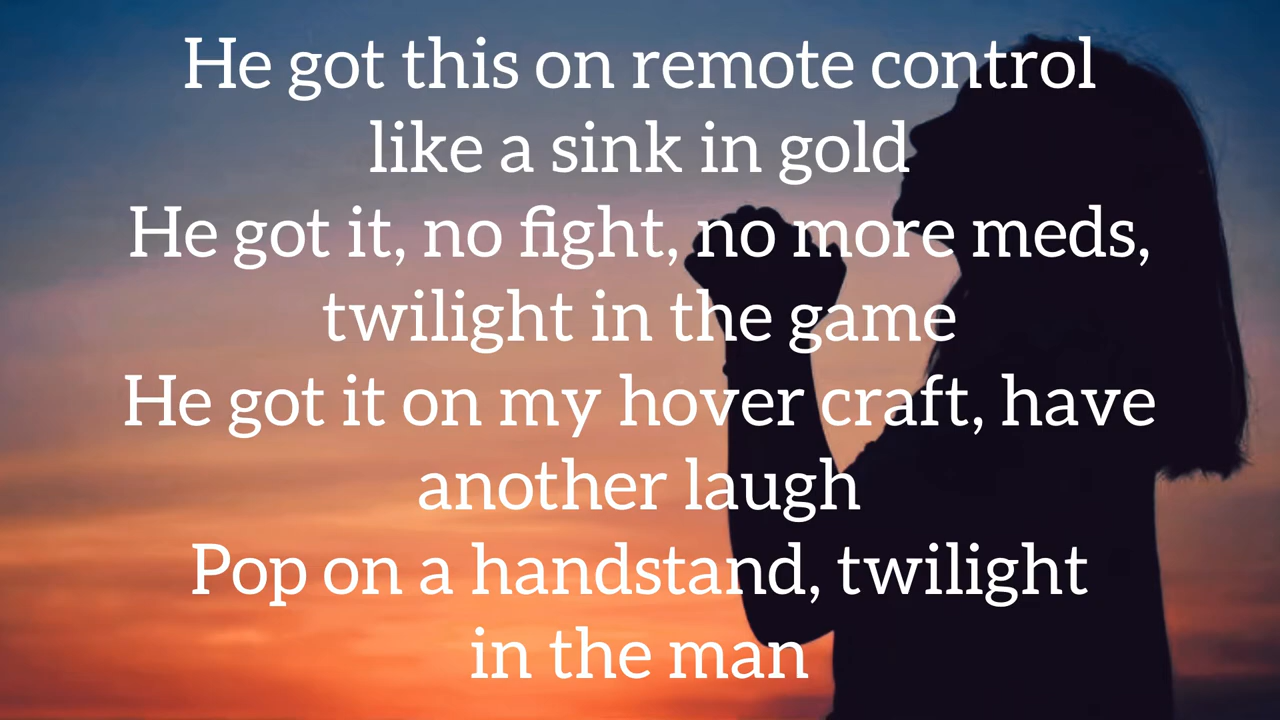 He got this on remote control
like a sink in gold
He got it, no fight, no more meds,
twilight in the game
He got it on my hover craft, have
another laugh
Pop on a handstand, twilight
in the man